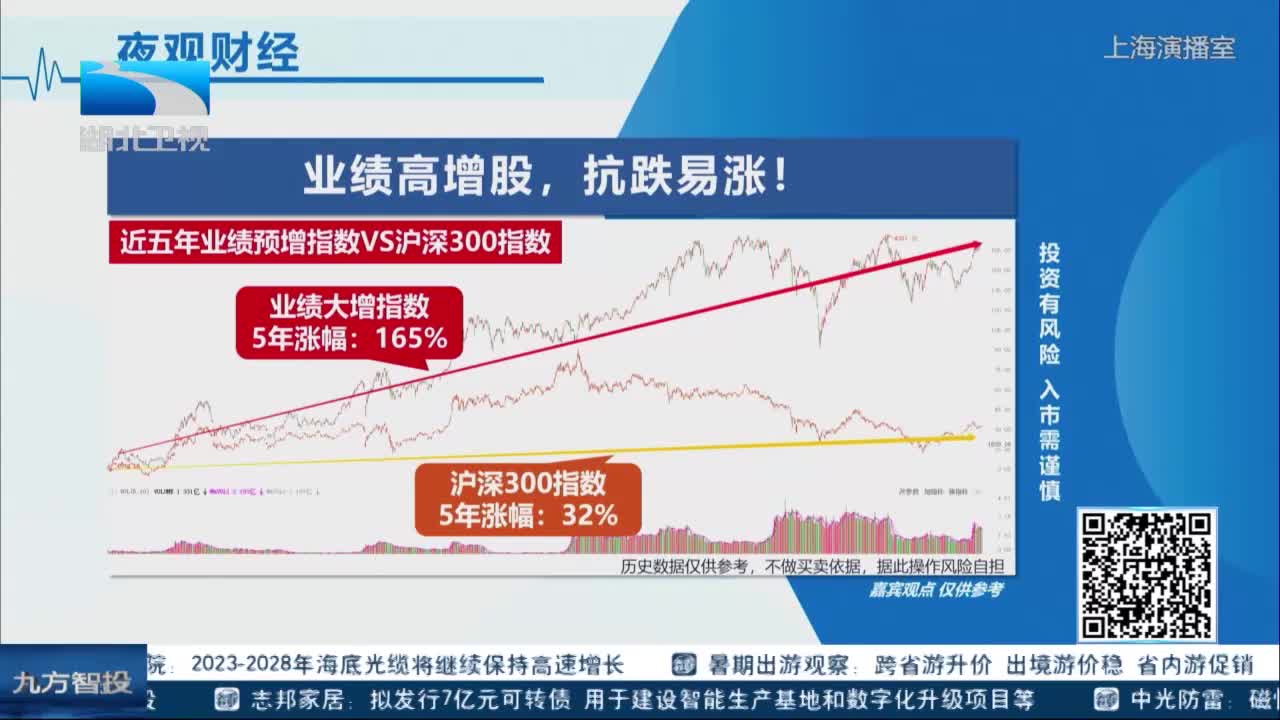 夜观财经
湖北卫视
上海演播室
业绩高增股，抗跌易涨！
近五年业绩预增指数VS沪深300指数
业绩大增指数
5年涨幅：165%
沪深300指数
5年涨幅：32%
历史数据仅供参考，不做买卖依据，据此操作风险自担
嘉宾观点 仅供参考
投资有风险 入市需谨慎
九方智投
院：2023-2028年海底光缆将继续保持高速增长 暑期出游观察：跨省游升价 出境游价稳 省内游促销
投 志邦家居：拟发行7亿元可转债 用于建设智能生产基地和数字化升级项目等 中光防雷：磁